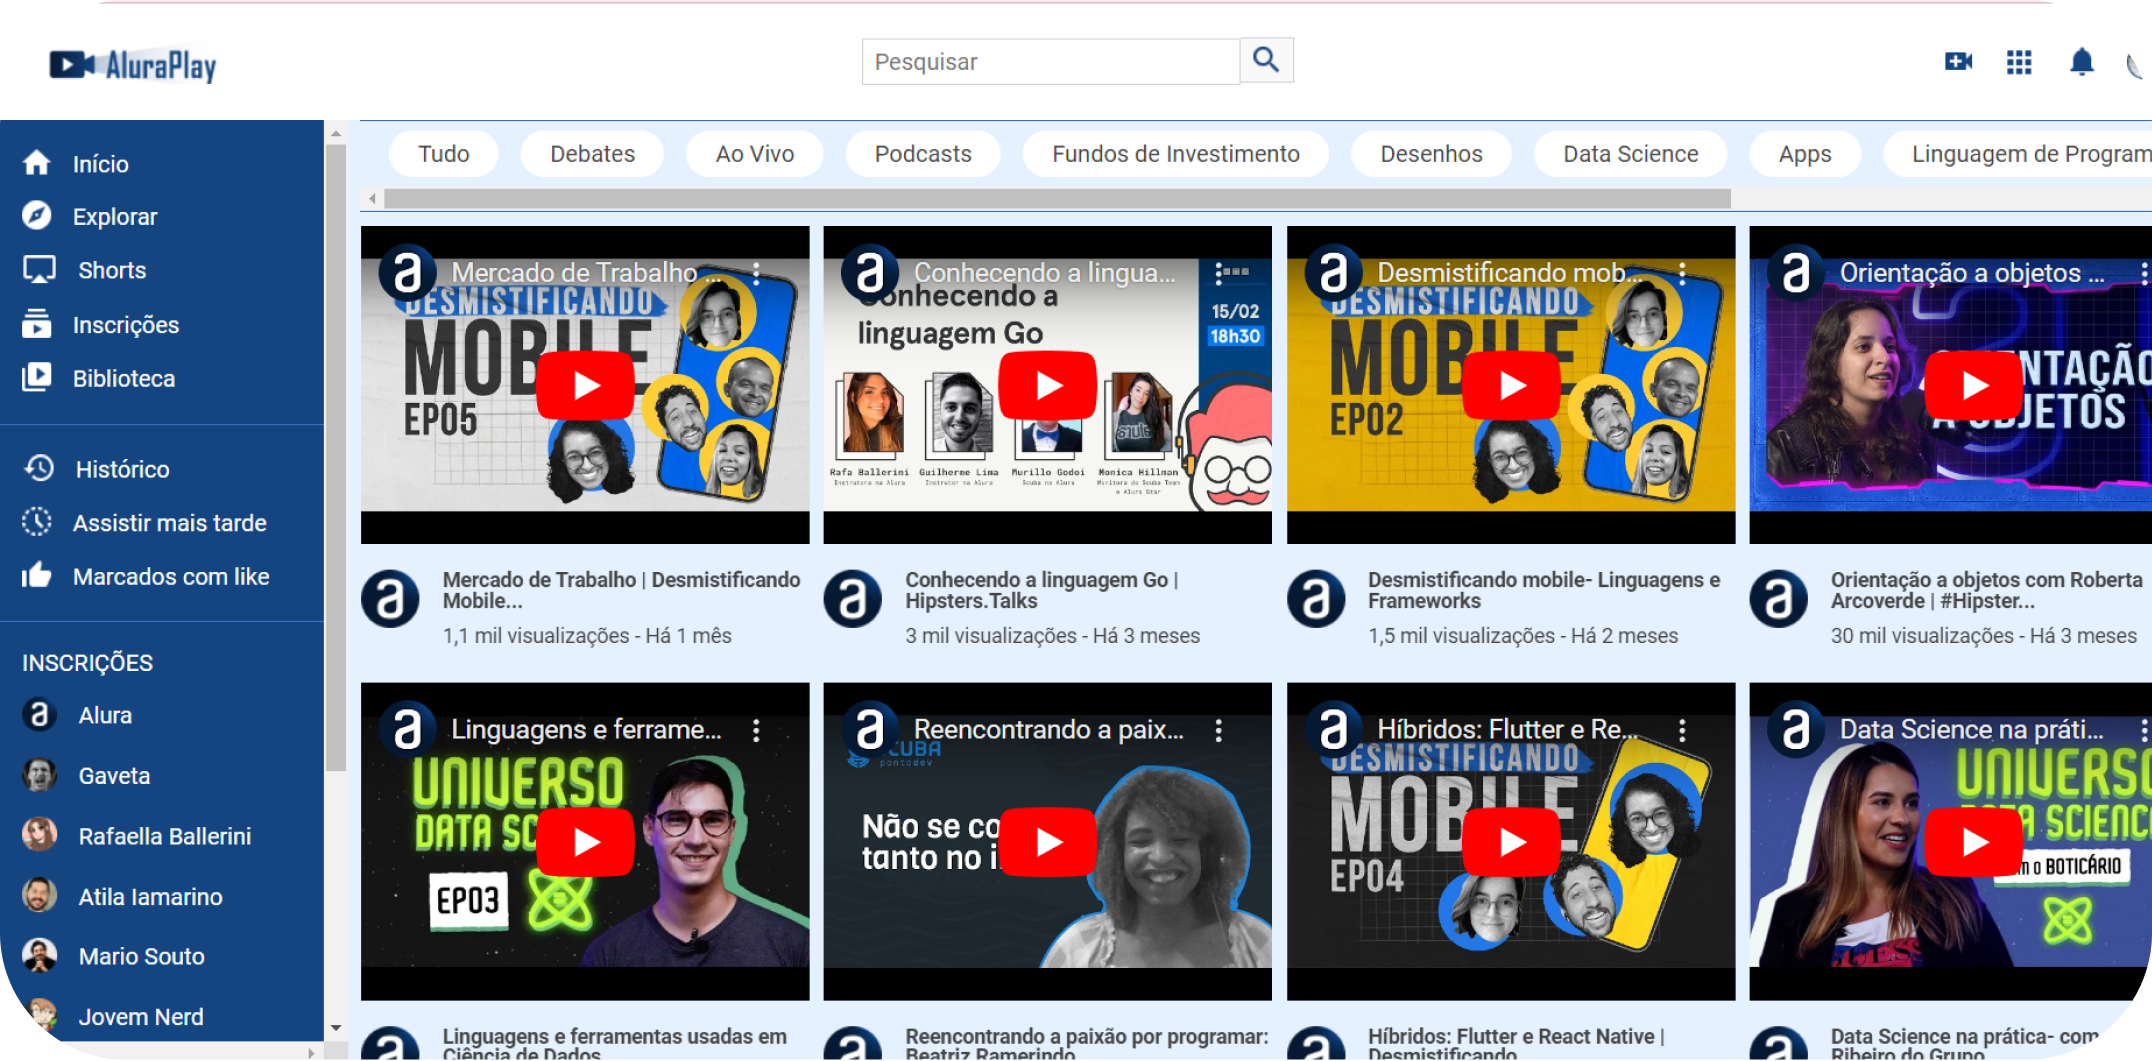 AluraPlay
Pesquisar
Início
Explorar
Shorts
Inscrições
Biblioteca
Histórico
Assistir mais tarde
Marcados com like
INSCRIÇÕES
Alura
Gaveta
Rafaella Ballerini
Atila Iamarino
Mario Souto
Jovem Nerd
Tudo
Debates
Ao Vivo
Podcasts
Fundos de Investimento
Desenhos
Data Science
Apps
Linguagem de Program
Mercado de Trabalho ...
DESMISTIFICANDO
MOBILE
EP05
Mercado de Trabalho | Desmistificando
Mobile...
1,1 mil visualizações - Há 1 mês
Conhecendo a lingua...
Conhecendo a
linguagem Go
15/02
18h30
Rafa Ballerini
Instrutora na Alura
Guilherme Lima
Instrutor na Alura
Murillo Godoi
Scuba na Alura
Monica Hillman
Monitora do Scuba Team
e Alura Star
Conhecendo a linguagem Go |
Hipsters.Talks
3 mil visualizações - Há 3 meses
Desmistificando mob...
DESMISTIFICANDO
MOBILE
EP02
Desmistificando mobile- Linguagens e
Frameworks
1,5 mil visualizações - Há 2 meses
Orientação a objetos ...
NTAÇÃO
JETOS
Orientação a objetos com Roberta
Arcoverde | #Hipster...
30 mil visualizações - Há 3 meses
Linguagens e ferrame...
UNIVERSO
DATA SC
EP03
Linguagens e ferramentas usadas em
Ciência de Dados
Reencontrando a paix...
SCUBA
pontodev
Não se co
tanto no i
Reencontrando a paixão por programar:
Beatriz Ramerindo
Híbridos: Flutter e Re...
DESMISTIFICANDO
MOBILE
EP04
Híbridos: Flutter e React Native |
Desmistificando
Data Science na práti...
UNIVERSO
DATA SCIENC
m o BOTICÁRIO
Data Science na prática- com
Ribeiro do Grupo